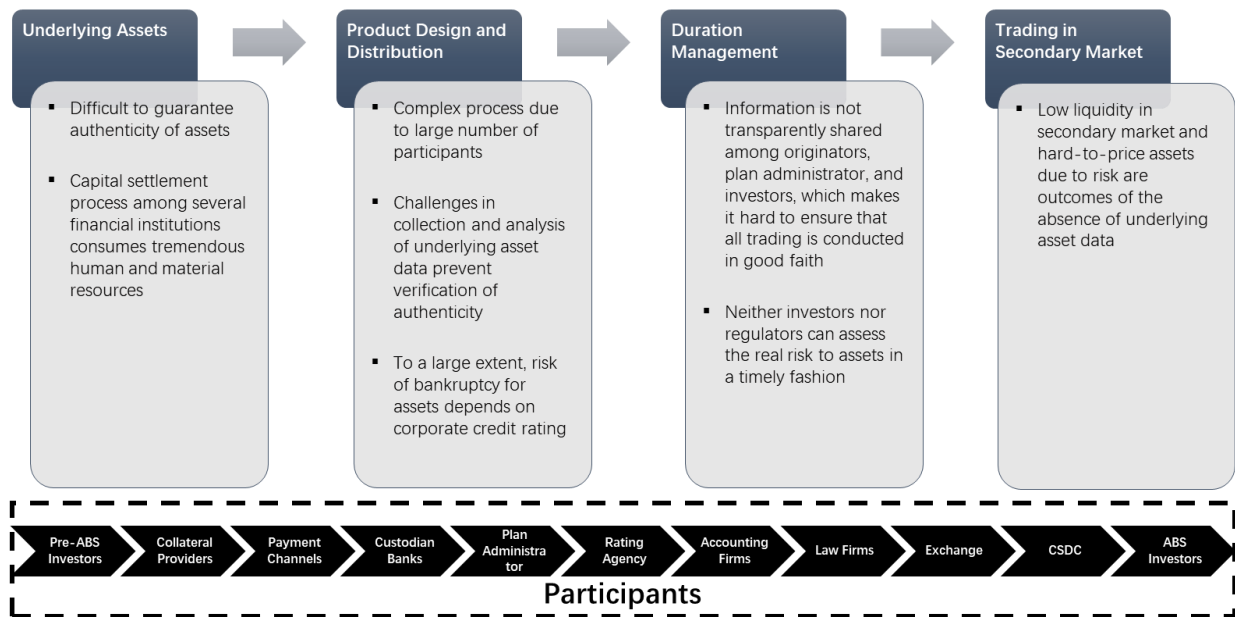 Underlying Assets
▪ Difficult to guarantee
authenticity of assets
▪ Capital settlement
process among several
financial institutions
consumes tremendous
human and material
resources
Product Design and
Distribution
▪ Complex process due
to large number of
participants
▪ Challenges in
collection and analysis
of underlying asset
data prevent
verification of
authenticity
▪ To a large extent, risk
of bankruptcy for
assets depends on
corporate credit rating
Duration
Management
▪ Information is not
transparently shared
among originators,
plan administrator, and
investors, which makes
it hard to ensure that
all trading is conducted
in good faith
▪ Neither investors nor
regulators can assess
the real risk to assets in
a timely fashion
Trading in
Secondary Market
▪ Low liquidity in
secondary market and
hard-to-price assets
due to risk are
outcomes of the
absence of underlying
asset data
Pre-ABS
Investors
Collateral
Providers
Payment
Channels
Custodian
Banks
Plan
Administra
tor
Rating
Agency
Accounting
Firms
Law Firms
Exchange
CSDC
ABS
Investors
Participants